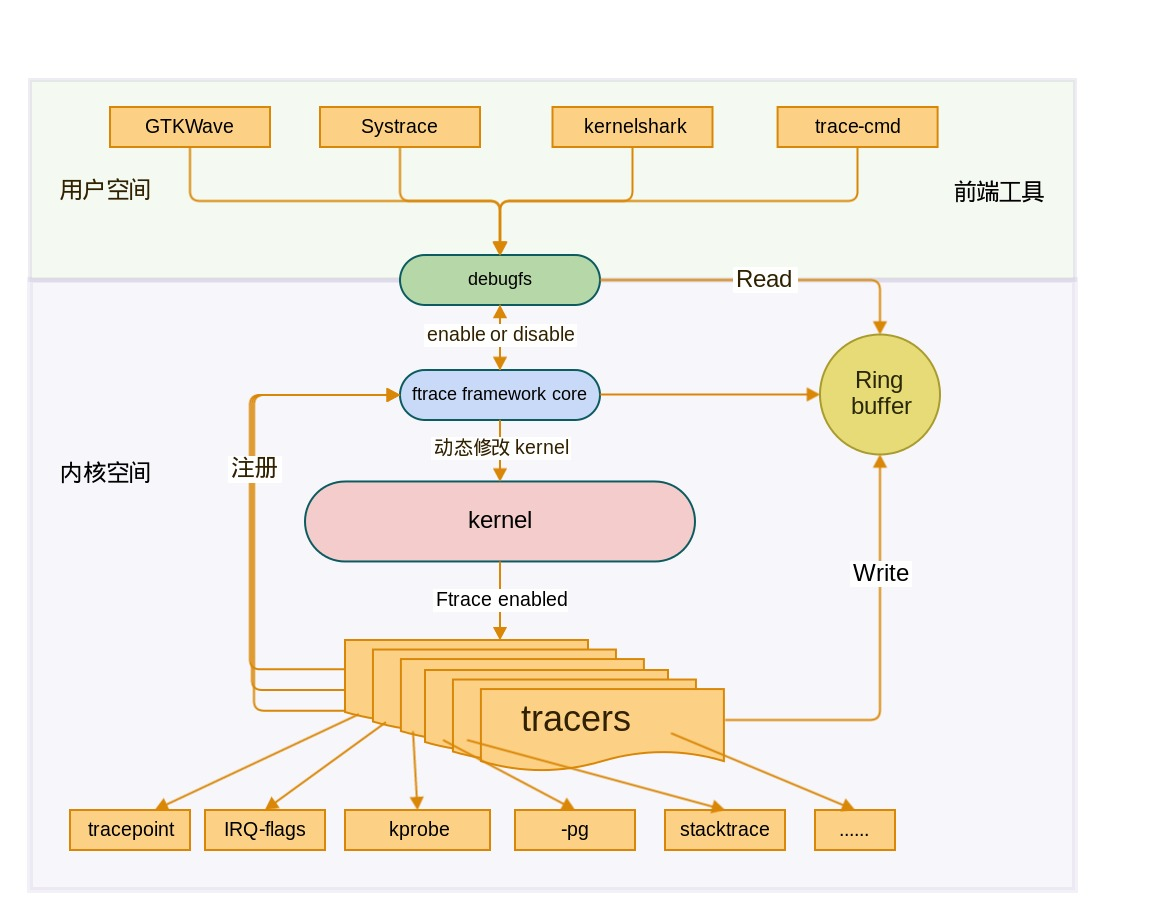 GTKWave
Systrace
kernelshark
trace-cmd
用户空间
前端工具
debugfs
Read
enable or disable
ftrace framework core
Ring
buffer
动态修改 kernel
注册
内核空间
kernel
Write
Ftrace enabled
tracers
tracepoint
IRQ-flags
kprobe
-pg
stacktrace
......